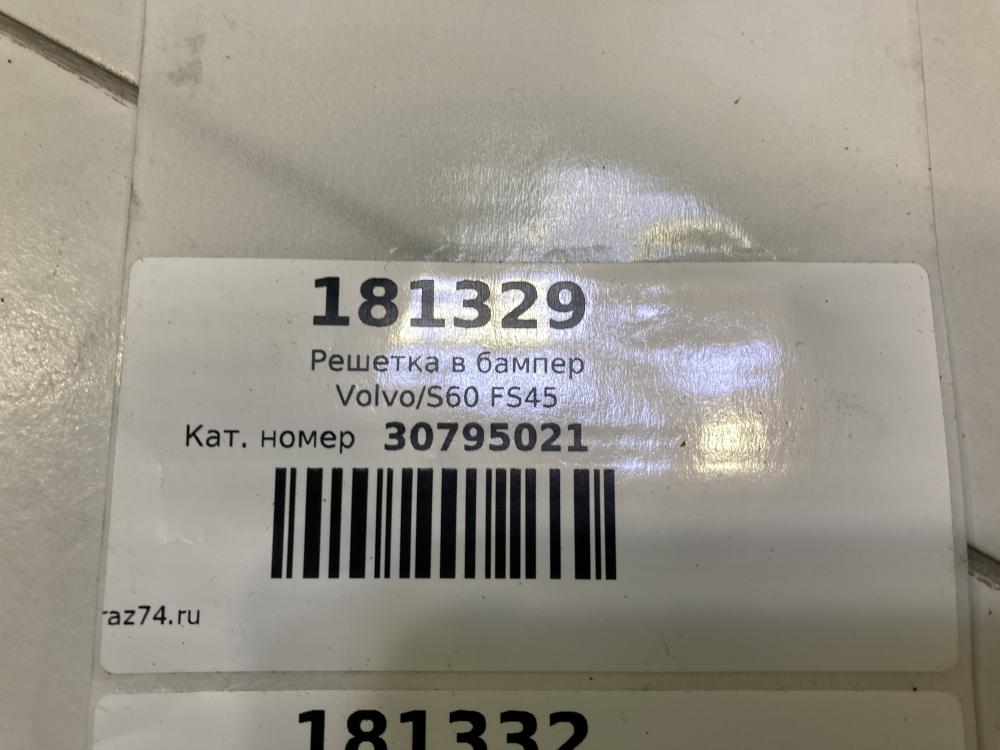 181329
Решетка в бампер
Volvo/S60 FS45
Кат. номер 30795021
raz74.ru
181332